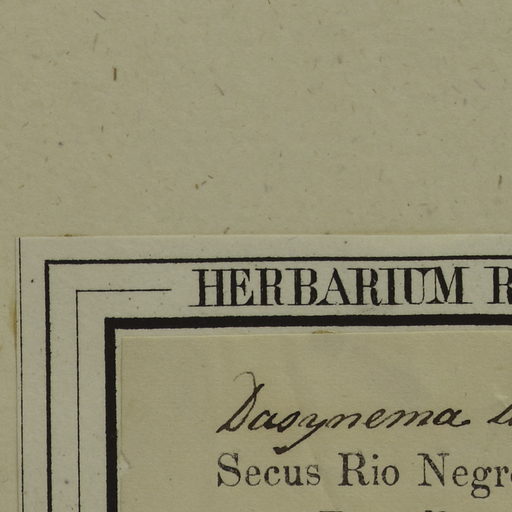 HERBARIUM
Dasynema
Secus Rio Negro